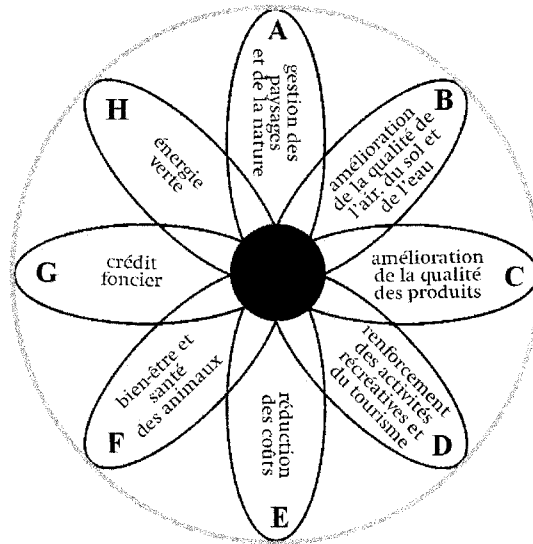 A
gestion des
paysages
et de la nature
B
amélioration
de la qualité de
l'air, du sol et
de l'eau
C
amélioration
de la qualité
des produits
D
renforcement
des activités
récréatives et
du tourisme
E
réduction
des coûts
F
bien-être et
santé
des animaux
G
crédit
foncier
H
énergie
verte